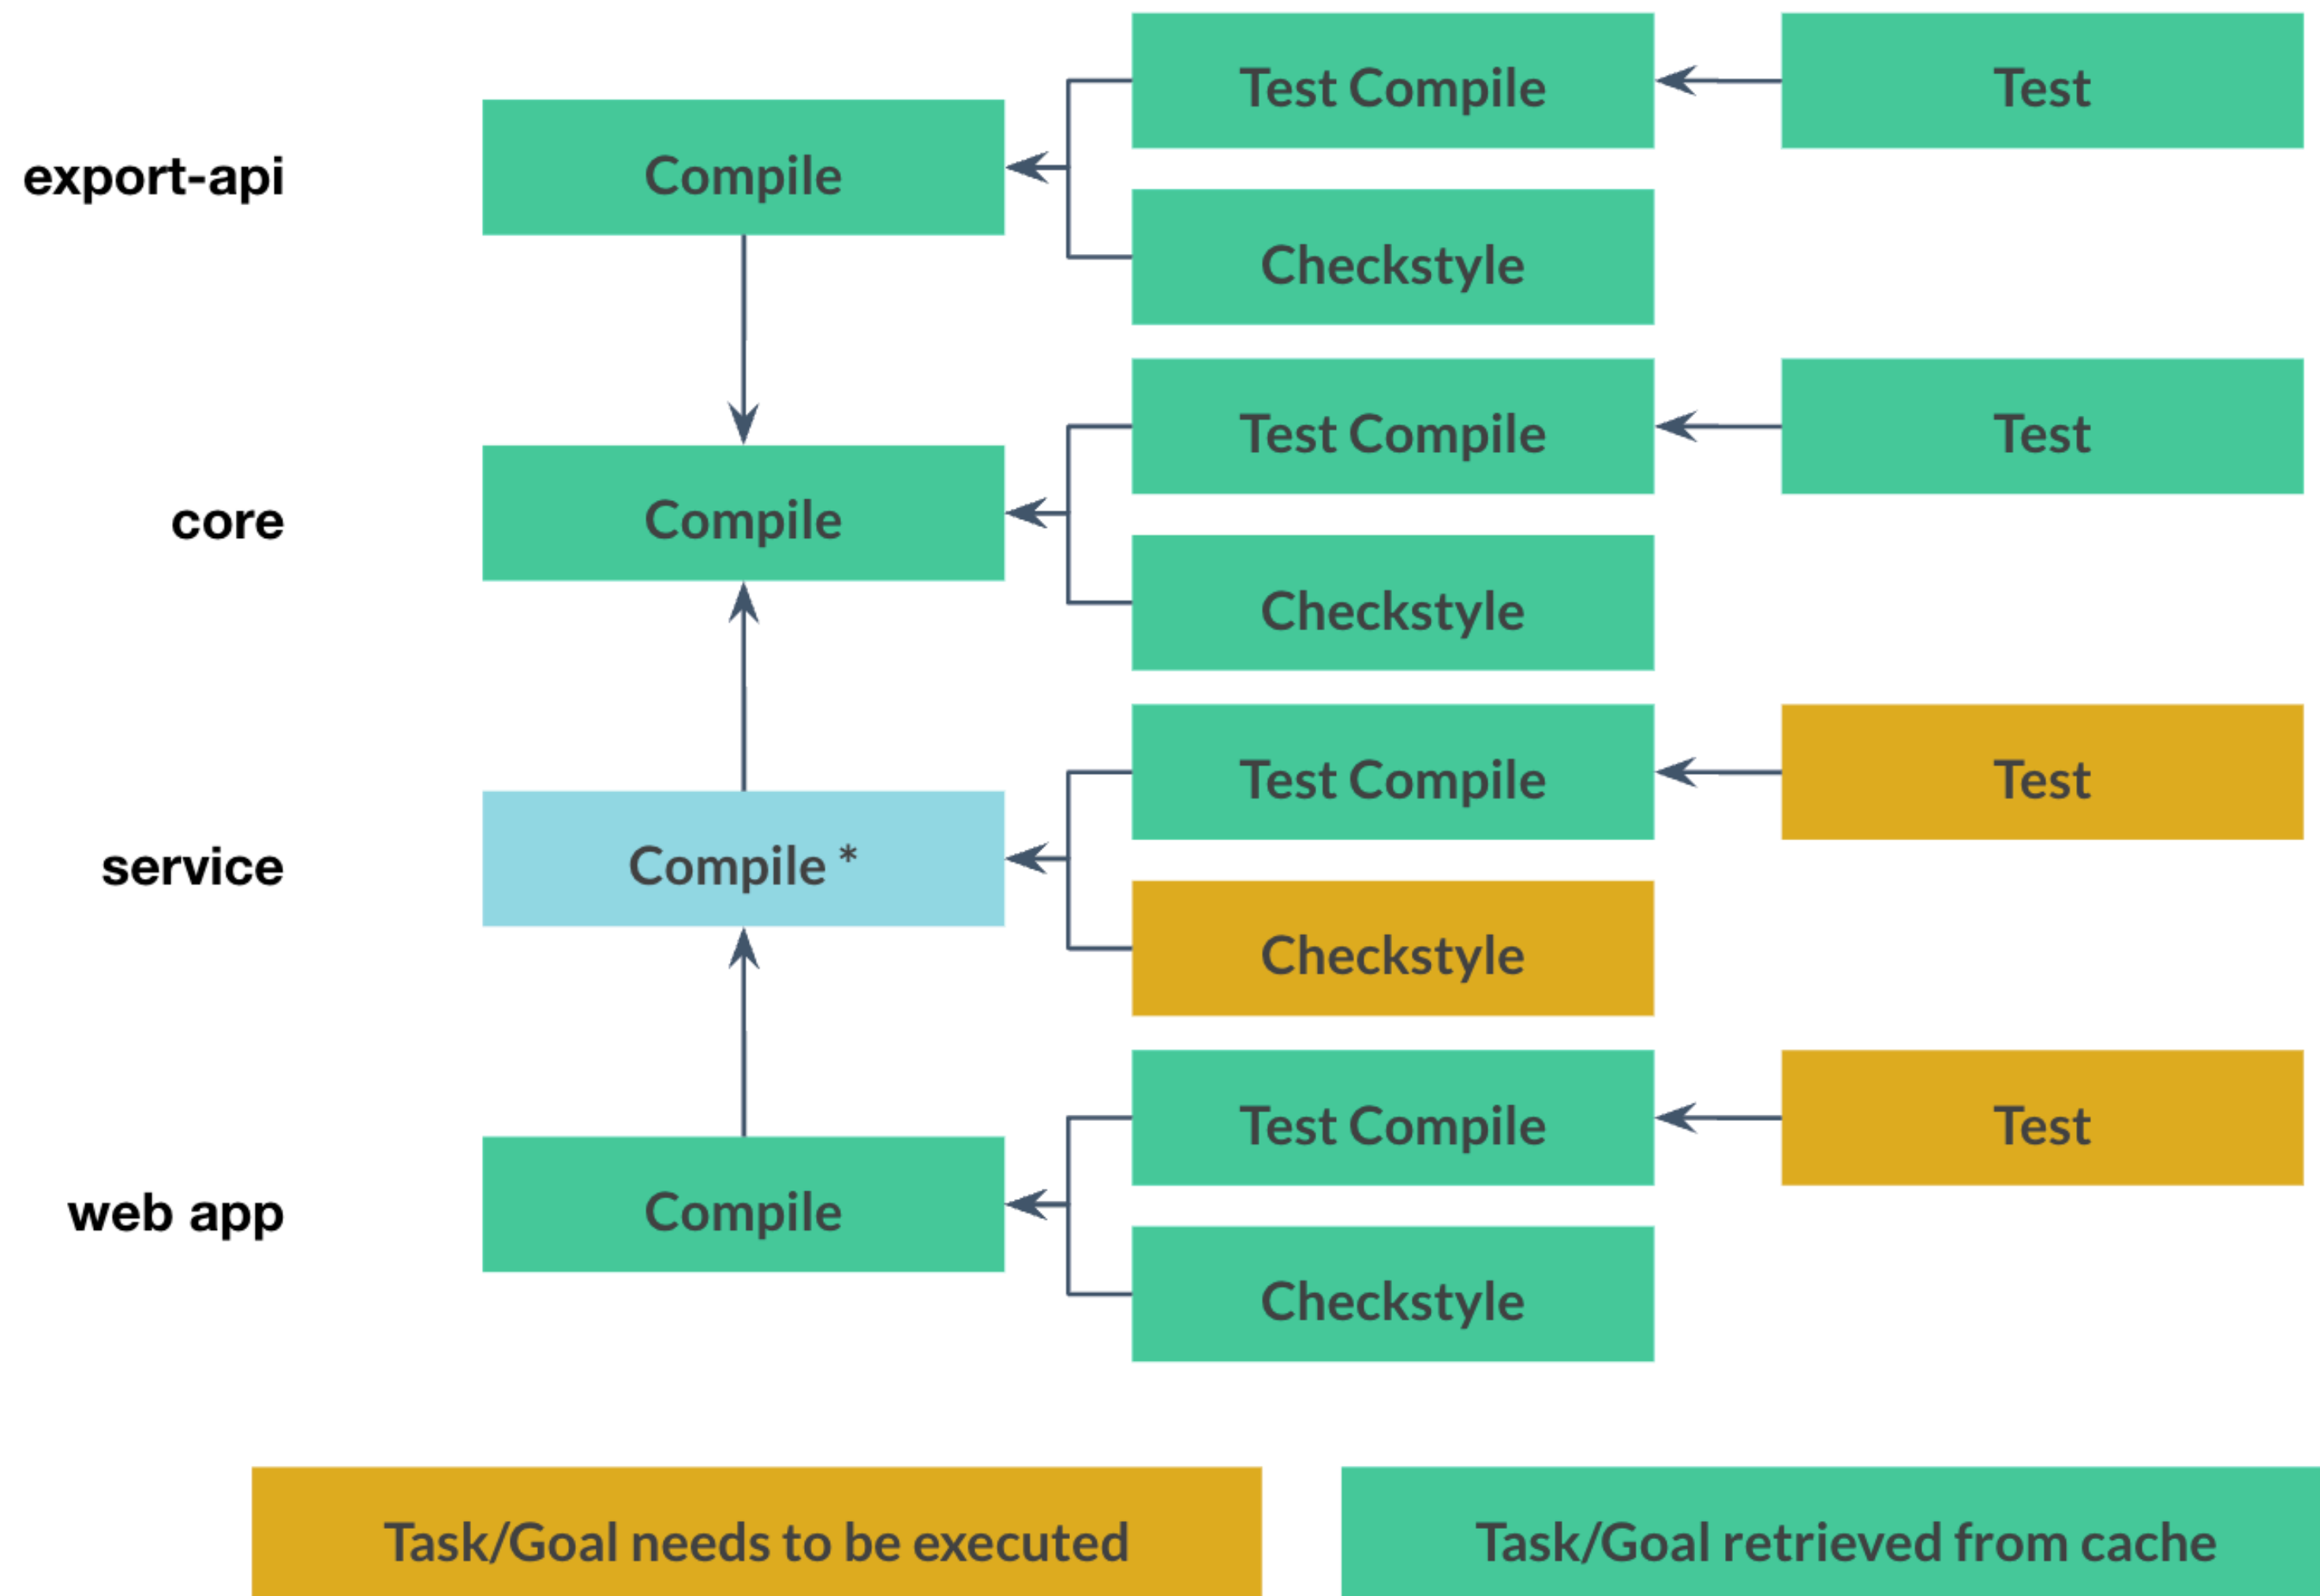 Test Compile
Test
export-api
Compile
Checkstyle
Test Compile
Test
core
Compile
Checkstyle
Test Compile
Test
service
Compile *
Checkstyle
Test Compile
Test
web app
Compile
Checkstyle
Task/Goal needs to be executed
Task/Goal retrieved from cache